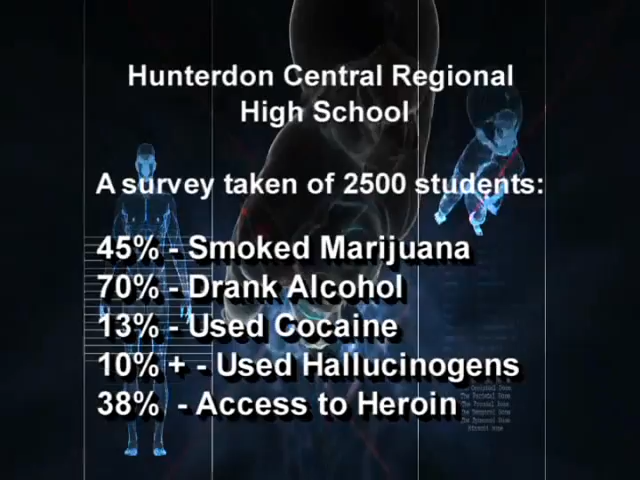 Hunterdon Central Regional
High School
A survey taken of 2500 students:
45% - Smoked Marijuana
70% - Drank Alcohol
13% - Used Cocaine
10% + - Used Hallucinogens
38% - Access to Heroin